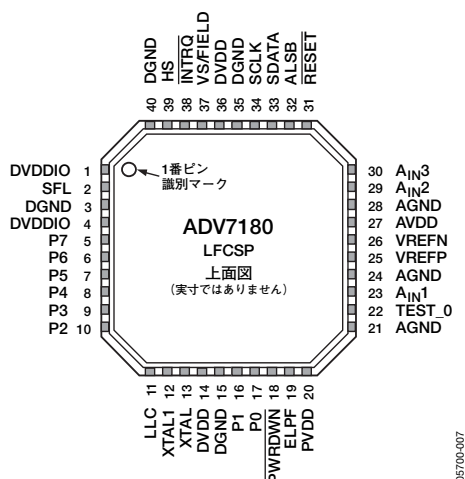 40 DGND
39 HS
38 INTRQ
37 VS/FIELD
36 DVDD
35 DGND
34 SCLK
33 SDATA
32 ALSB
31 RESET
DVDDIO 1
SFL 2
DGND 3
DVDDIO 4
P7 5
P6 6
P5 7
P4 8
P3 9
P2 10
1番ピン
識別マーク
ADV7180
LFCSP
上面図
(実寸ではありません)
30 AIN3
29 AIN2
28 AGND
27 AVDD
26 VREFN
25 VREFP
24 AGND
23 AIN1
22 TEST_0
21 AGND
LLC 11
XTAL1 12
XTAL 13
DVDD 14
DGND 15
P1 16
P0 17
PWRDWN 18
ELPF 19
PVDD 20
05700-007